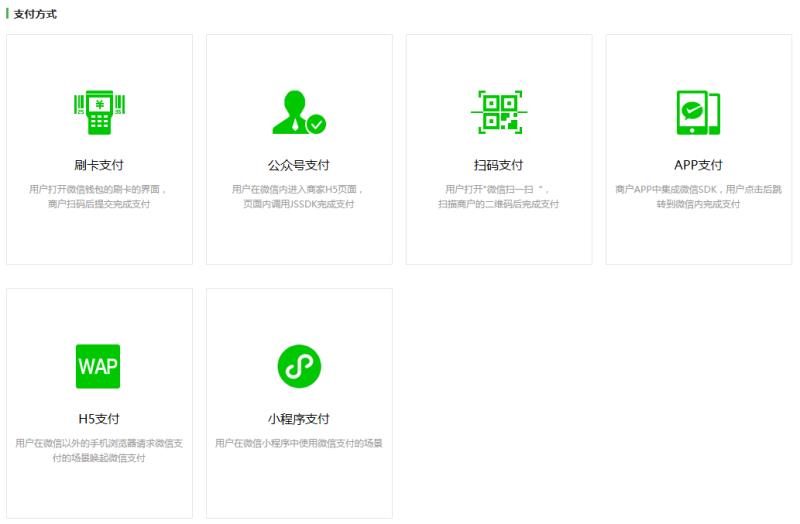 支付方式
刷卡支付
用户打开微信钱包的刷卡的界面，
商户扫码后提交完成支付
公众号支付
用户在微信内进入商家H5页面，
页面内调用JSSDK完成支付
扫码支付
用户打开"微信扫一扫“，
扫描商户的二维码后完成支付
APP支付
商户APP中集成微信SDK，用户点击后跳
转到微信内完成支付
WAP
H5支付
用户在微信以外的手机浏览器请求微信支
付的场景唤起微信支付
小程序支付
用户在微信小程序中使用微信支付的场景